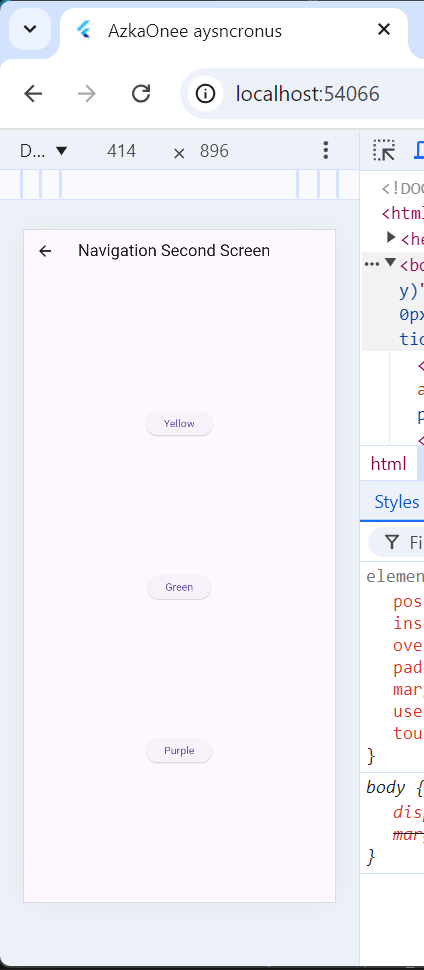 AzkaOnee aysncronus
localhost:54066
D... 414 × 896
<!DOC
<html
<he
Navigation Second Screen
<bo
y)"
0px
tic
<
a
p
<
Yellow
html
Styles
Fi
elemen
Green
pos
ins
ove
pad
mar
use
tou
}
Purple
body {
disp
marg
}